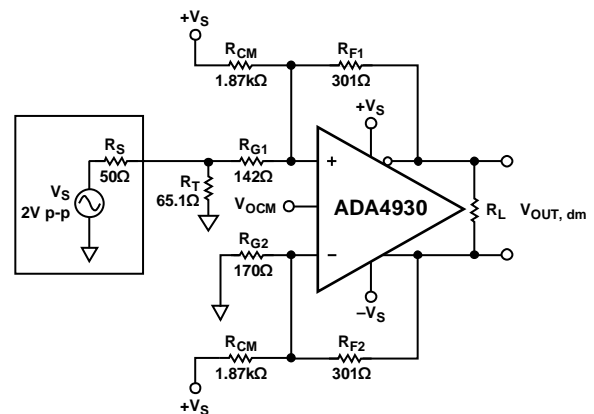 +VS
RCM
1.87kΩ
RF1
301Ω
+VS
RS
50Ω
VS
2V p-p
RT
65.1Ω
RG1
142Ω
+
VOCM
ADA4930
RL
VOUT, dm
RG2
170Ω
−
−VS
RCM
1.87kΩ
RF2
301Ω
+VS